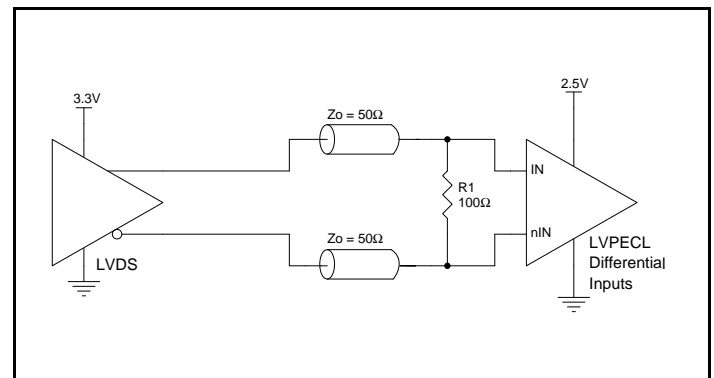 3.3V
2.5V
Zo = 50Ω
IN
R1
100Ω
nIN
Zo = 50Ω
LVDS
LVPECL
Differential
Inputs